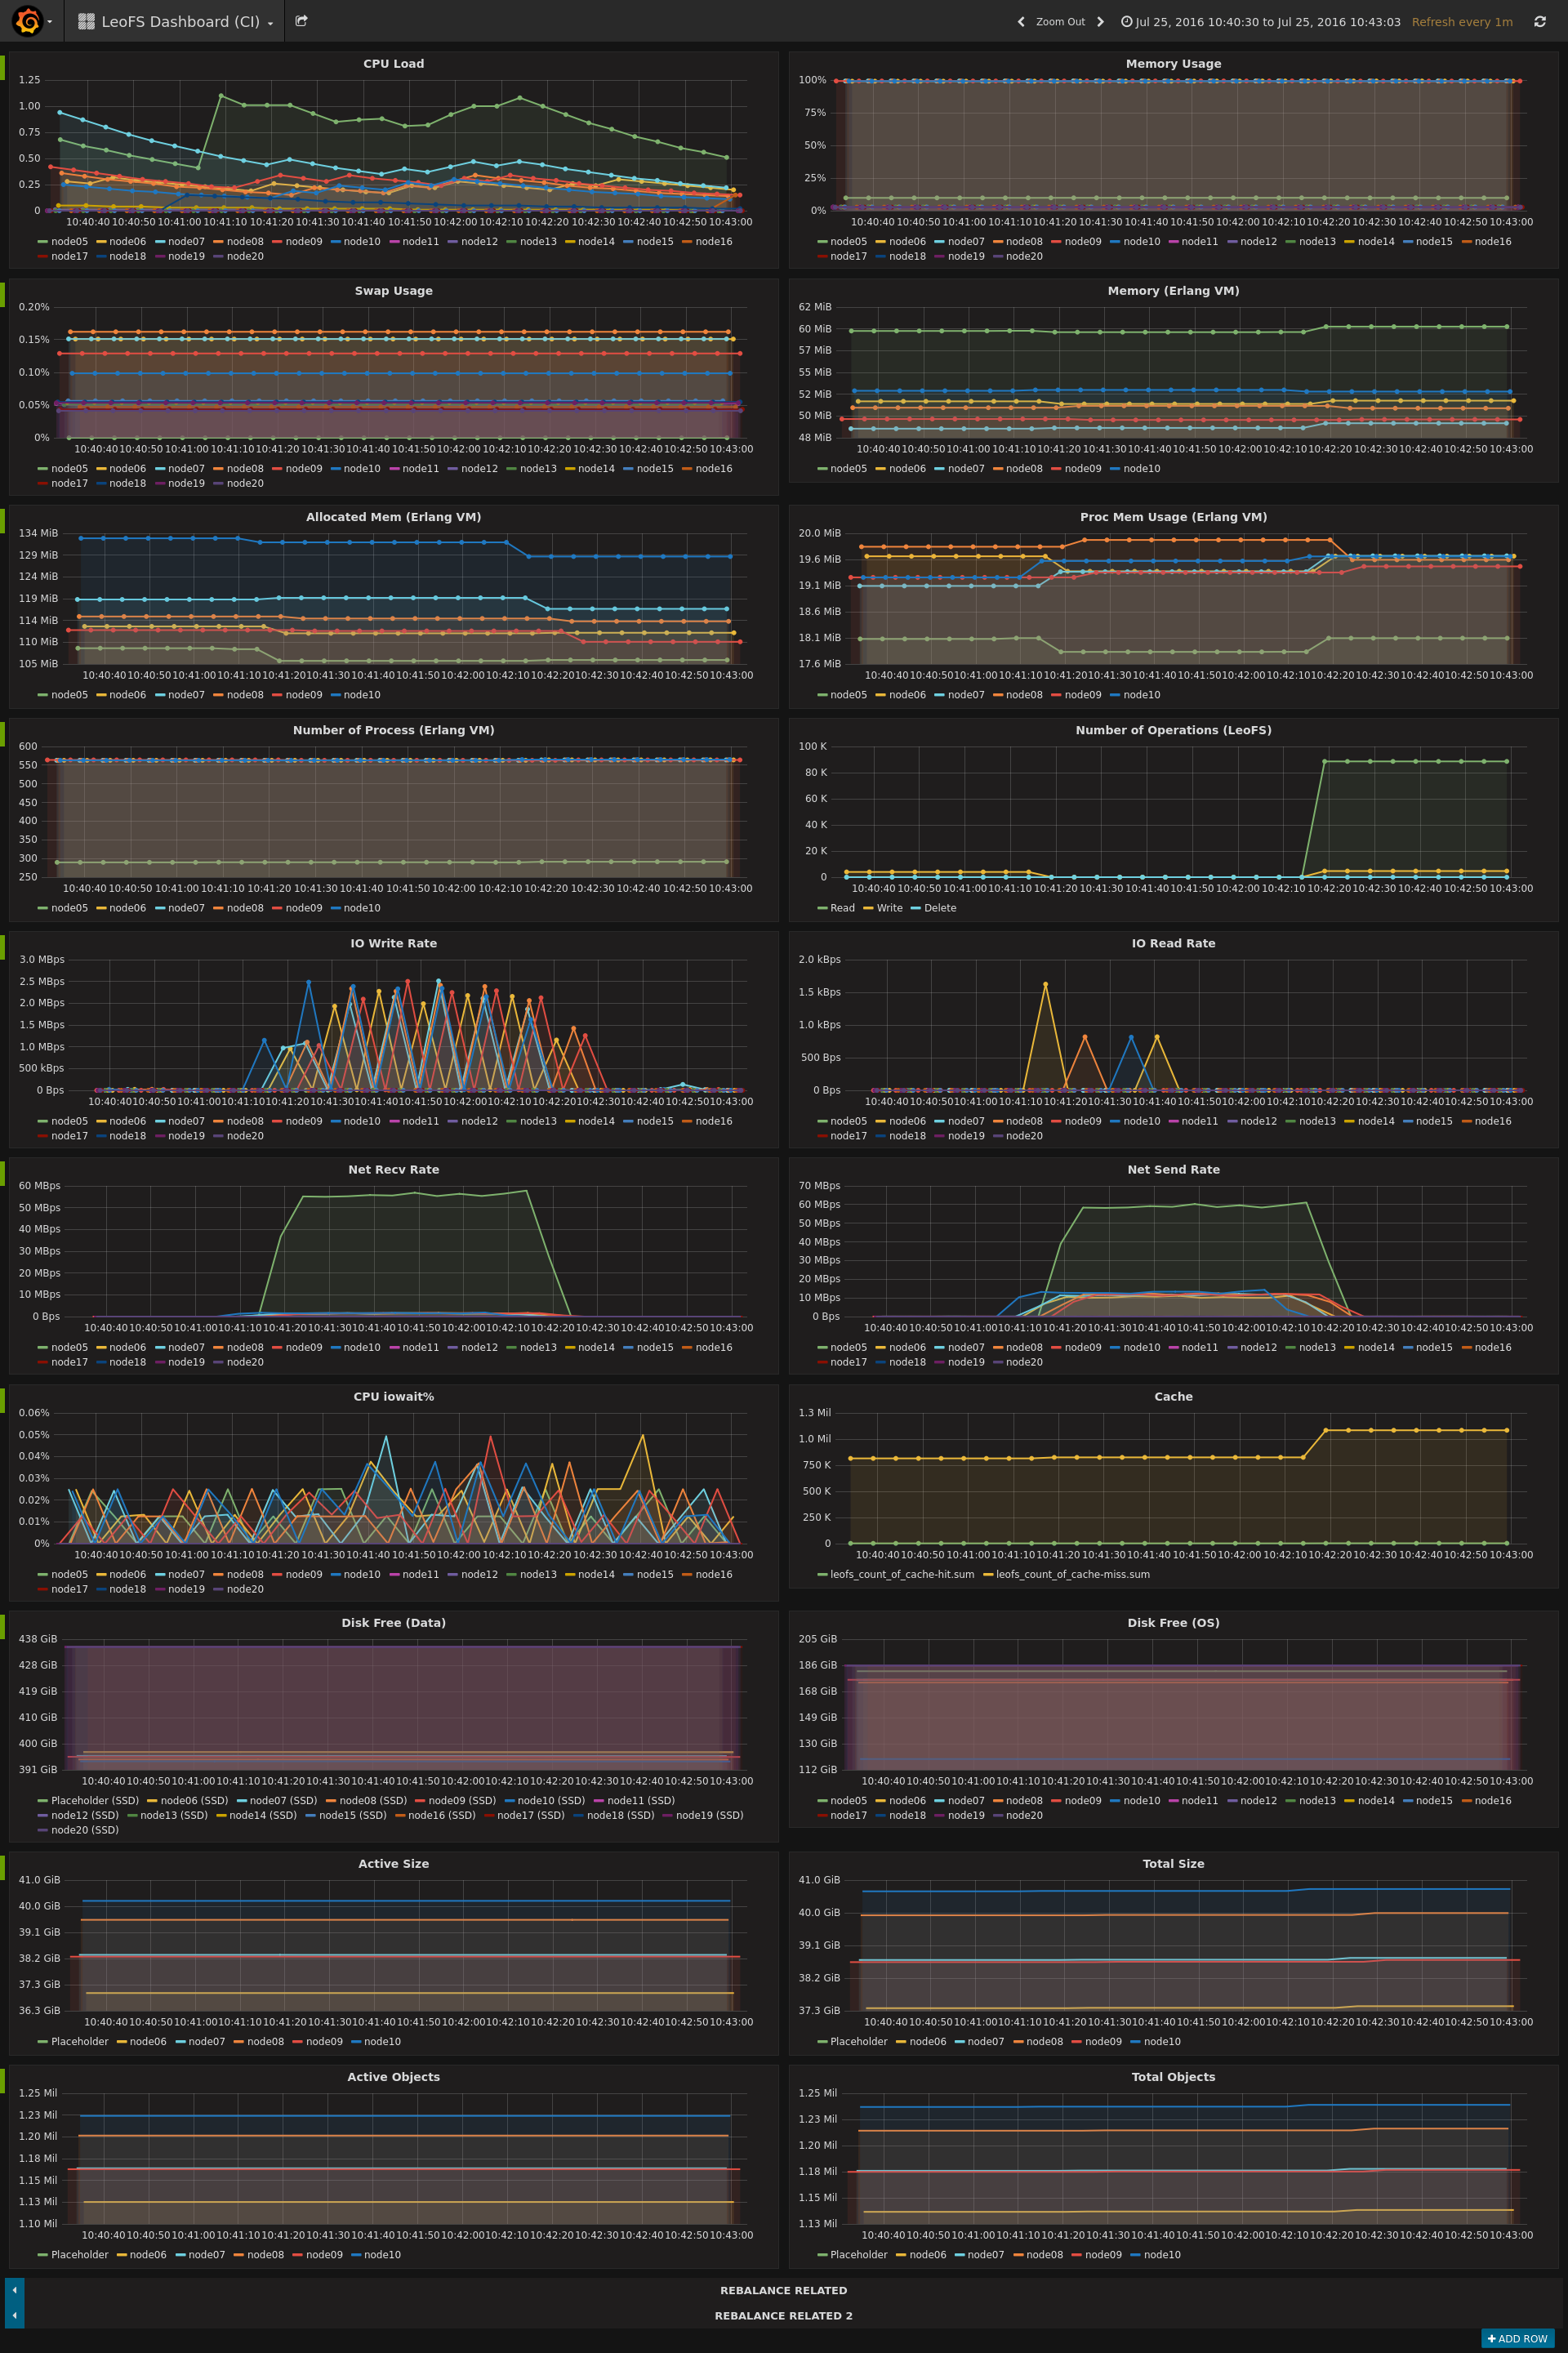 LeoFS Dashboard (CI)
Zoom Out
Jul 25, 2016 10:40:30 to Jul 25, 2016 10:43:03
Refresh every 1m
CPU Load
1.25
1.00
0.75
0.50
0.25
0
10:40:40 10:40:50 10:41:00 10:41:10 10:41:20 10:41:30 10:41:40 10:41:50 10:42:00 10:42:10 10:42:20 10:42:30 10:42:40 10:42:50 10:43:00
node05 node06 node07 node08 node09 node10 node11 node12 node13 node14 node15 node16
node17 node18 node19 node20
Memory Usage
100%
75%
50%
25%
0%
10:40:40 10:40:50 10:41:00 10:41:10 10:41:20 10:41:30 10:41:40 10:41:50 10:42:00 10:42:10 10:42:20 10:42:30 10:42:40 10:42:50 10:43:00
node05 node06 node07 node08 node09 node10 node11 node12 node13 node14 node15 node16
node17 node18 node19 node20
Swap Usage
0.20%
0.15%
0.10%
0.05%
0%
10:40:40 10:40:50 10:41:00 10:41:10 10:41:20 10:41:30 10:41:40 10:41:50 10:42:00 10:42:10 10:42:20 10:42:30 10:42:40 10:42:50 10:43:00
node05 node06 node07 node08 node09 node10 node11 node12 node13 node14 node15 node16
node17 node18 node19 node20
Memory (Erlang VM)
62 MiB
60 MiB
57 MiB
55 MiB
52 MiB
50 MiB
48 MiB
10:40:40 10:40:50 10:41:00 10:41:10 10:41:20 10:41:30 10:41:40 10:41:50 10:42:00 10:42:10 10:42:20 10:42:30 10:42:40 10:42:50 10:43:00
node05 node06 node07 node08 node09 node10
Allocated Mem (Erlang VM)
134 MiB
129 MiB
124 MiB
119 MiB
114 MiB
110 MiB
105 MiB
10:40:40 10:40:50 10:41:00 10:41:10 10:41:20 10:41:30 10:41:40 10:41:50 10:42:00 10:42:10 10:42:20 10:42:30 10:42:40 10:42:50 10:43:00
node05 node06 node07 node08 node09 node10
Proc Mem Usage (Erlang VM)
20.0 MiB
19.6 MiB
19.1 MiB
18.6 MiB
18.1 MiB
17.6 MiB
10:40:40 10:40:50 10:41:00 10:41:10 10:41:20 10:41:30 10:41:40 10:41:50 10:42:00 10:42:10 10:42:20 10:42:30 10:42:40 10:42:50 10:43:00
node05 node06 node07 node08 node09 node10
Number of Process (Erlang VM)
600
550
500
450
400
350
300
250
10:40:40 10:40:50 10:41:00 10:41:10 10:41:20 10:41:30 10:41:40 10:41:50 10:42:00 10:42:10 10:42:20 10:42:30 10:42:40 10:42:50 10:43:00
node05 node06 node07 node08 node09 node10
Number of Operations (LeoFS)
100 K
80 K
60 K
40 K
20 K
0
10:40:40 10:40:50 10:41:00 10:41:10 10:41:20 10:41:30 10:41:40 10:41:50 10:42:00 10:42:10 10:42:20 10:42:30 10:42:40 10:42:50 10:43:00
Read Write Delete
IO Write Rate
3.0 MBps
2.5 MBps
2.0 MBps
1.5 MBps
1.0 MBps
500 kBps
0 Bps
10:40:40 10:40:50 10:41:00 10:41:10 10:41:20 10:41:30 10:41:40 10:41:50 10:42:00 10:42:10 10:42:20 10:42:30 10:42:40 10:42:50 10:43:00
node05 node06 node07 node08 node09 node10 node11 node12 node13 node14 node15 node16
node17 node18 node19 node20
IO Read Rate
2.0 kBps
1.5 kBps
1.0 kBps
500 Bps
0 Bps
10:40:40 10:40:50 10:41:00 10:41:10 10:41:20 10:41:30 10:41:40 10:41:50 10:42:00 10:42:10 10:42:20 10:42:30 10:42:40 10:42:50 10:43:00
node05 node06 node07 node08 node09 node10 node11 node12 node13 node14 node15 node16
node17 node18 node19 node20
Net Recv Rate
60 MBps
50 MBps
40 MBps
30 MBps
20 MBps
10 MBps
0 Bps
10:40:40 10:40:50 10:41:00 10:41:10 10:41:20 10:41:30 10:41:40 10:41:50 10:42:00 10:42:10 10:42:20 10:42:30 10:42:40 10:42:50 10:43:00
node05 node06 node07 node08 node09 node10 node11 node12 node13 node14 node15 node16
node17 node18 node19 node20
Net Send Rate
70 MBps
60 MBps
50 MBps
40 MBps
30 MBps
20 MBps
10 MBps
0 Bps
10:40:40 10:40:50 10:41:00 10:41:10 10:41:20 10:41:30 10:41:40 10:41:50 10:42:00 10:42:10 10:42:20 10:42:30 10:42:40 10:42:50 10:43:00
node05 node06 node07 node08 node09 node10 node11 node12 node13 node14 node15 node16
node17 node18 node19 node20
CPU iowait%
0.06%
0.05%
0.04%
0.03%
0.02%
0.01%
0%
10:40:40 10:40:50 10:41:00 10:41:10 10:41:20 10:41:30 10:41:40 10:41:50 10:42:00 10:42:10 10:42:20 10:42:30 10:42:40 10:42:50 10:43:00
node05 node06 node07 node08 node09 node10 node11 node12 node13 node14 node15 node16
node17 node18 node19 node20
Cache
1.3 Mil
1.0 Mil
750 K
500 K
250 K
0
10:40:40 10:40:50 10:41:00 10:41:10 10:41:20 10:41:30 10:41:40 10:41:50 10:42:00 10:42:10 10:42:20 10:42:30 10:42:40 10:42:50 10:43:00
leofs_count_of_cache-hit.sum leofs_count_of_cache-miss.sum
Disk Free (Data)
438 GiB
428 GiB
419 GiB
410 GiB
400 GiB
391 GiB
10:40:40 10:40:50 10:41:00 10:41:10 10:41:20 10:41:30 10:41:40 10:41:50 10:42:00 10:42:10 10:42:20 10:42:30 10:42:40 10:42:50 10:43:00
Placeholder (SSD) node06 (SSD) node07 (SSD) node08 (SSD) node09 (SSD) node10 (SSD) node11 (SSD)
node12 (SSD) node13 (SSD) node14 (SSD) node15 (SSD) node16 (SSD) node17 (SSD) node18 (SSD) node19 (SSD)
node20 (SSD)
Disk Free (OS)
205 GiB
186 GiB
168 GiB
149 GiB
130 GiB
112 GiB
10:40:40 10:40:50 10:41:00 10:41:10 10:41:20 10:41:30 10:41:40 10:41:50 10:42:00 10:42:10 10:42:20 10:42:30 10:42:40 10:42:50 10:43:00
node05 node06 node07 node08 node09 node10 node11 node12 node13 node14 node15 node16
node17 node18 node19 node20
Active Size
41.0 GiB
40.0 GiB
39.1 GiB
38.2 GiB
37.3 GiB
36.3 GiB
10:40:40 10:40:50 10:41:00 10:41:10 10:41:20 10:41:30 10:41:40 10:41:50 10:42:00 10:42:10 10:42:20 10:42:30 10:42:40 10:42:50 10:43:00
Placeholder node06 node07 node08 node09 node10
Total Size
41.0 GiB
40.0 GiB
39.1 GiB
38.2 GiB
37.3 GiB
10:40:40 10:40:50 10:41:00 10:41:10 10:41:20 10:41:30 10:41:40 10:41:50 10:42:00 10:42:10 10:42:20 10:42:30 10:42:40 10:42:50 10:43:00
Placeholder node06 node07 node08 node09 node10
Active Objects
1.25 Mil
1.23 Mil
1.20 Mil
1.18 Mil
1.15 Mil
1.13 Mil
1.10 Mil
10:40:40 10:40:50 10:41:00 10:41:10 10:41:20 10:41:30 10:41:40 10:41:50 10:42:00 10:42:10 10:42:20 10:42:30 10:42:40 10:42:50 10:43:00
Placeholder node06 node07 node08 node09 node10
Total Objects
1.25 Mil
1.23 Mil
1.20 Mil
1.18 Mil
1.15 Mil
1.13 Mil
10:40:40 10:40:50 10:41:00 10:41:10 10:41:20 10:41:30 10:41:40 10:41:50 10:42:00 10:42:10 10:42:20 10:42:30 10:42:40 10:42:50 10:43:00
Placeholder node06 node07 node08 node09 node10
REBALANCE RELATED
REBALANCE RELATED 2
ADD ROW